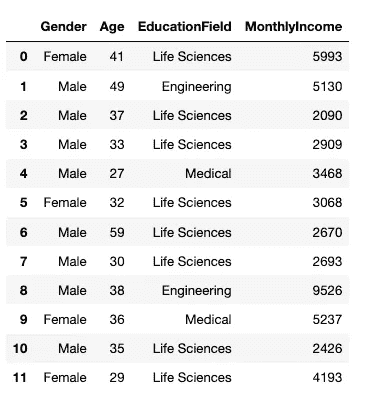 Gender Age EducationField MonthlyIncome
0 Female 41 Life Sciences 5993
1 Male 49 Engineering 5130
2 Male 37 Life Sciences 2090
3 Male 33 Life Sciences 2909
4 Male 27 Medical 3468
5 Female 32 Life Sciences 3068
6 Male 59 Life Sciences 2670
7 Male 30 Life Sciences 2693
8 Male 38 Engineering 9526
9 Female 36 Medical 5237
10 Male 35 Life Sciences 2426
11 Female 29 Life Sciences 4193